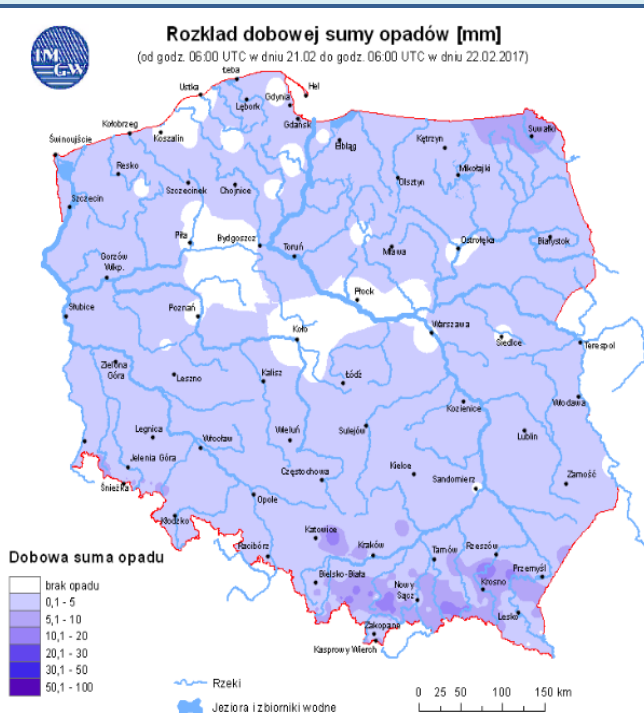 Rozkład dobowej sumy opadów [mm]
(od godz. 06:00 UTC w dniu 21.02 do godz. 06:00 UTC w dniu 22.02.2017)
IM
G-W
Łeba
Ustka
Hel
Gdynia
Lębork
Kołobrzeg
Gdańsk
Koszalin
Suwałki
Świnoujście
Elbląg
Kętrzyn
Resko
Mikołajki
Szczecinek
Chojnice
Olsztyn
Szczecin
Piła
Bydgoszcz
Toruń
Mława
Ostrołęka
Białystok
Gorzów
Wlkp.
Płock
Słubice
Poznań
Koło
Warszawa
Siedlce
Terespol
Zielona
Góra
Leszno
Kalisz
Łódź
Kozienice
Włodawa
Legnica
Wrocław
Wieluń
Sulejów
Lublin
Jelenia Góra
Częstochowa
Kielce
Sandomierz
Zamość
Śnieżka
Opole
Kłodzko
Katowice
Racibórz
Kraków
Tarnów
Rzeszów
Przemyśl
Bielsko-Biała
Nowy
Sącz
Krosno
Lesko
Zakopane
Kasprowy Wierch
Dobowa suma opadu
brak opadu
0,1 - 5
5,1 - 10
10,1 - 20
20,1 - 30
30,1 - 50
50,1 - 100
Rzeki
Jeziora i zbiorniki wodne
0 25 50 100 150 km